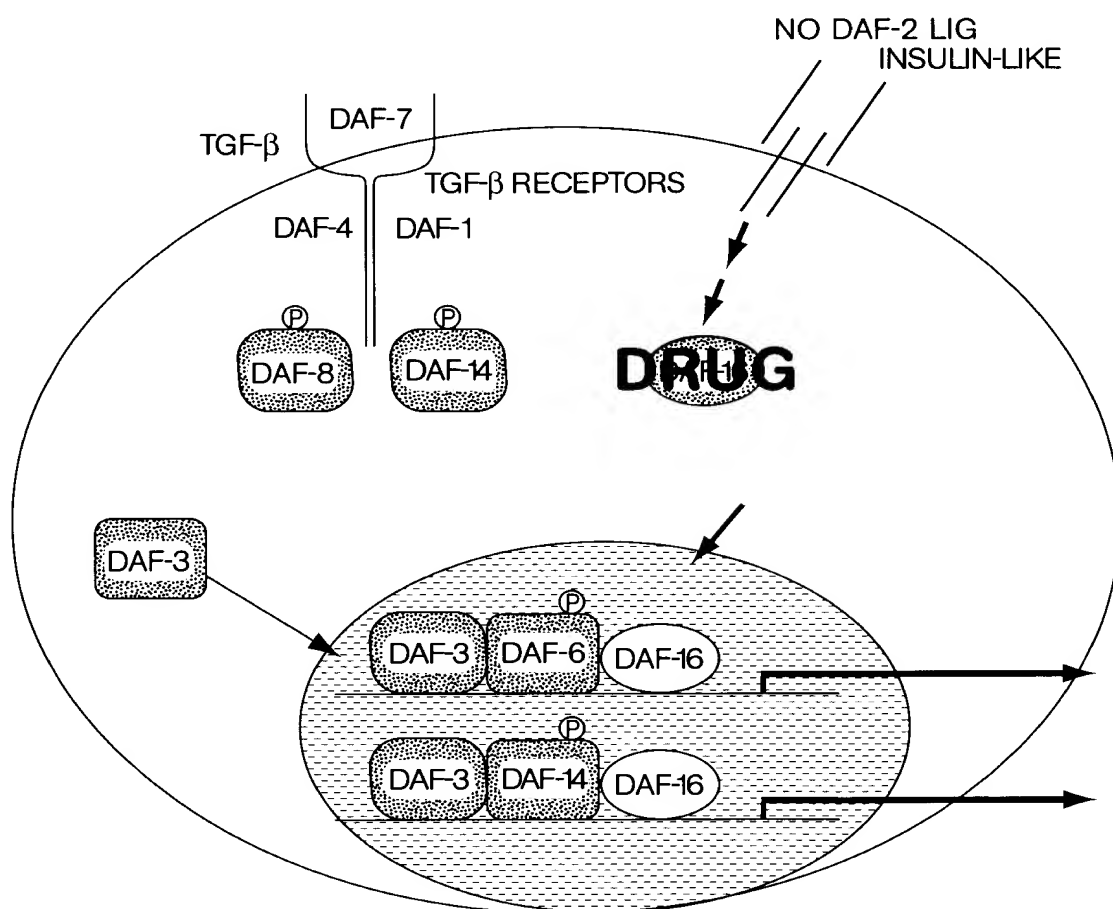 NO DAF-2 LIG
INSULIN-LIKE
DAF-7
TGF-β
TGF-β RECEPTORS
DAF-4
DAF-1
P
P
DAF-8
DAF-14
DRUG
DAF-3
P
DAF-3
DAF-6
DAF-16
P
DAF-3
DAF-14
DAF-16